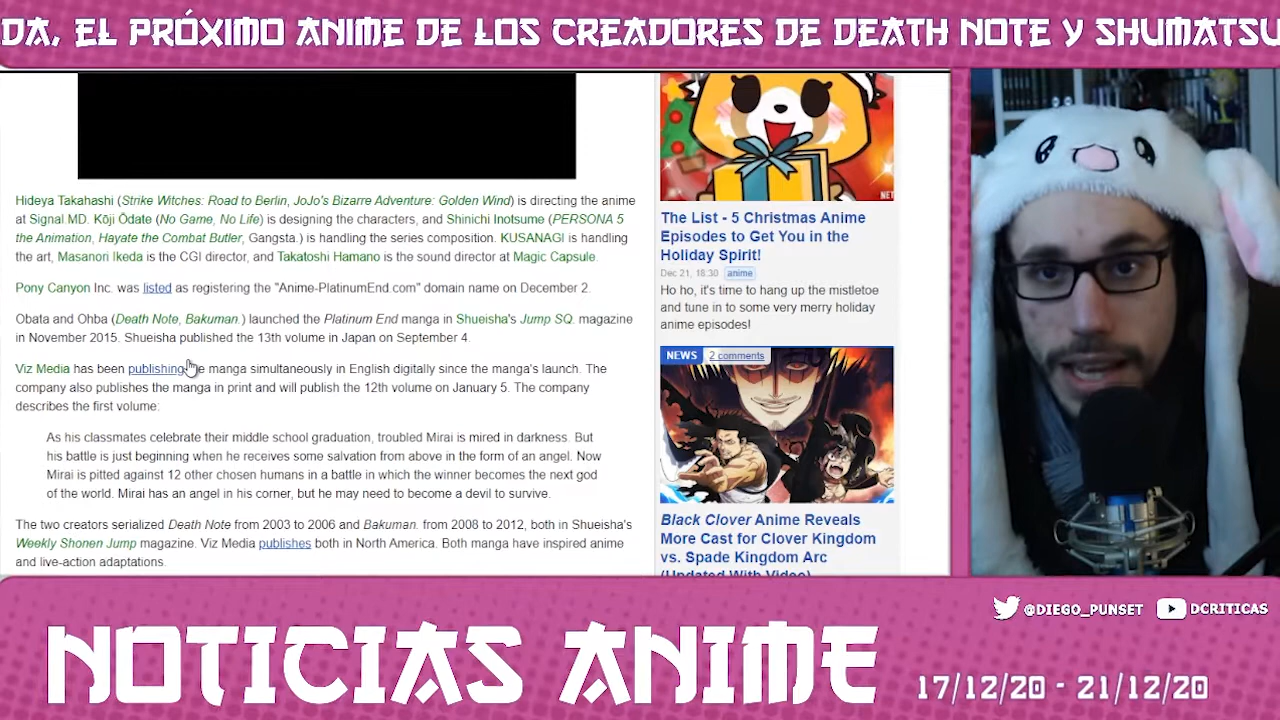 DA, EL PRÓXIMO ANIME DE LOS CREADORES DE DEATH NOTE Y SHUMATSU
Hideya Takahashi (Strike Witches: Road to Berlin, JoJo's Bizarre Adventure: Golden Wind) is directing the anime
at Signal.MD. Kōji Ōdate (No Game, No Life) is designing the characters, and Shinichi Inotsume (PERSONA 5
the Animation, Hayate the Combat Butler, Gangsta.) is handling the series composition. KUSANAGI is handling
the art, Masanori Ikeda is the CGI director, and Takatoshi Hamano is the sound director at Magic Capsule.
Pony Canyon Inc. was listed as registering the "Anime-PlatinumEnd.com" domain name on December 2.
Obata and Ohba (Death Note, Bakuman.) launched the Platinum End manga in Shueisha's Jump SQ. magazine
in November 2015. Shueisha published the 13th volume in Japan on September 4.
Viz Media has been publishing manga simultaneously in English digitally since the manga's launch. The
company also publishes the manga in print and will publish the 12th volume on January 5. The company
describes the first volume:
As his classmates celebrate their middle school graduation, troubled Mirai is mired in darkness. But
his battle is just beginning when he receives some salvation from above in the form of an angel. Now
Mirai is pitted against 12 other chosen humans in a battle in which the winner becomes the next god
of the world. Mirai has an angel in his corner, but he may need to become a devil to survive.
The two creators serialized Death Note from 2003 to 2006 and Bakuman. from 2008 to 2012, both in Shueisha's
Weekly Shonen Jump magazine. Viz Media publishes both in North America. Both manga have inspired anime
and live-action adaptations.
NET
The List - 5 Christmas Anime
Episodes to Get You in the
Holiday Spirit!
Dec 21, 18:30 anime
Ho ho, it's time to hang up the mistletoe
and tune in to some very merry holiday
anime episodes!
NEWS 2 comments
Black Clover Anime Reveals
More Cast for Clover Kingdom
vs. Spade Kingdom Arc
(Updated With Video)
@DIEGO_PUNSET DCRITICAS
NOTICIAS ANIME
17/12/20 - 21/12/20